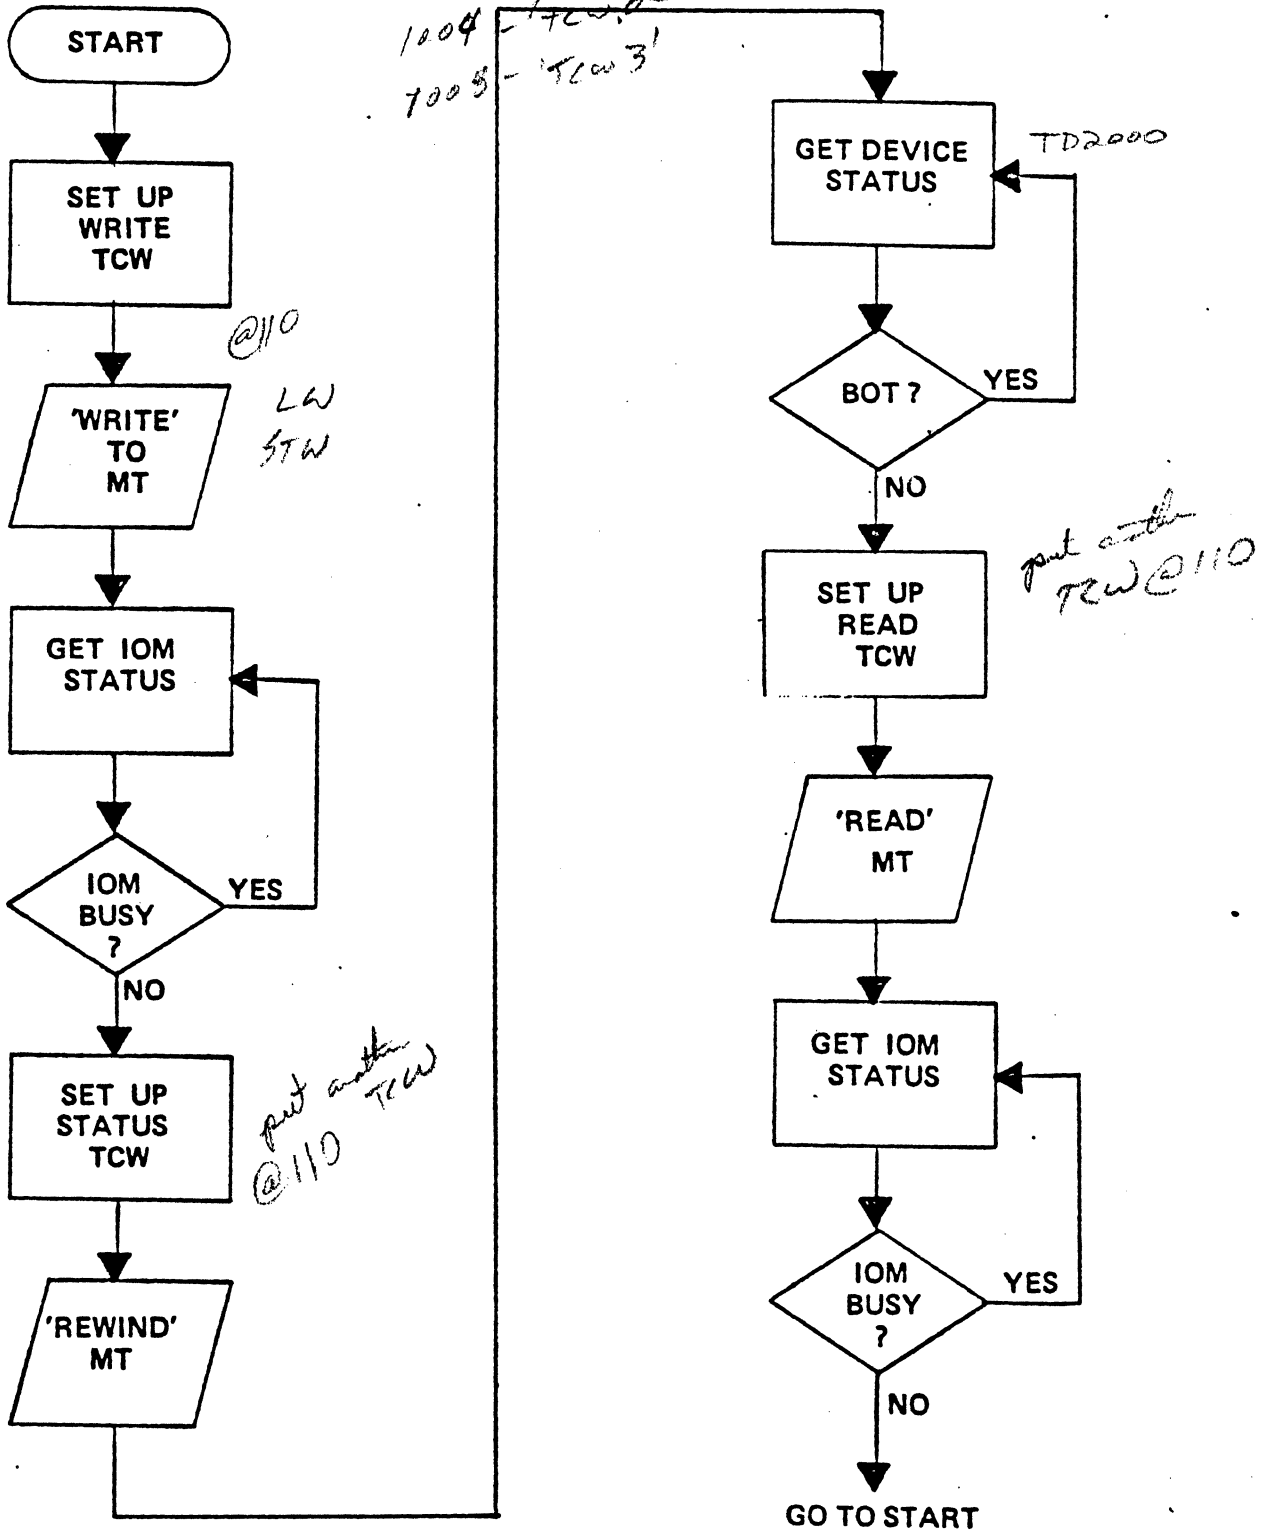 START
SET UP
WRITE
TCW
@110
'WRITE'
TO
MT
LW
STW
GET IOM
STATUS
IOM
BUSY
?
YES
NO
SET UP
STATUS
TCW
put another
TCW
@110
'REWIND'
MT
1004 - 'TCW
1005 - 'TCW 3'
GET DEVICE
STATUS
TD2000
BOT ?
YES
NO
SET UP
READ
TCW
put another
TCW @110
'READ'
MT
GET IOM
STATUS
IOM
BUSY
?
YES
NO
GO TO START